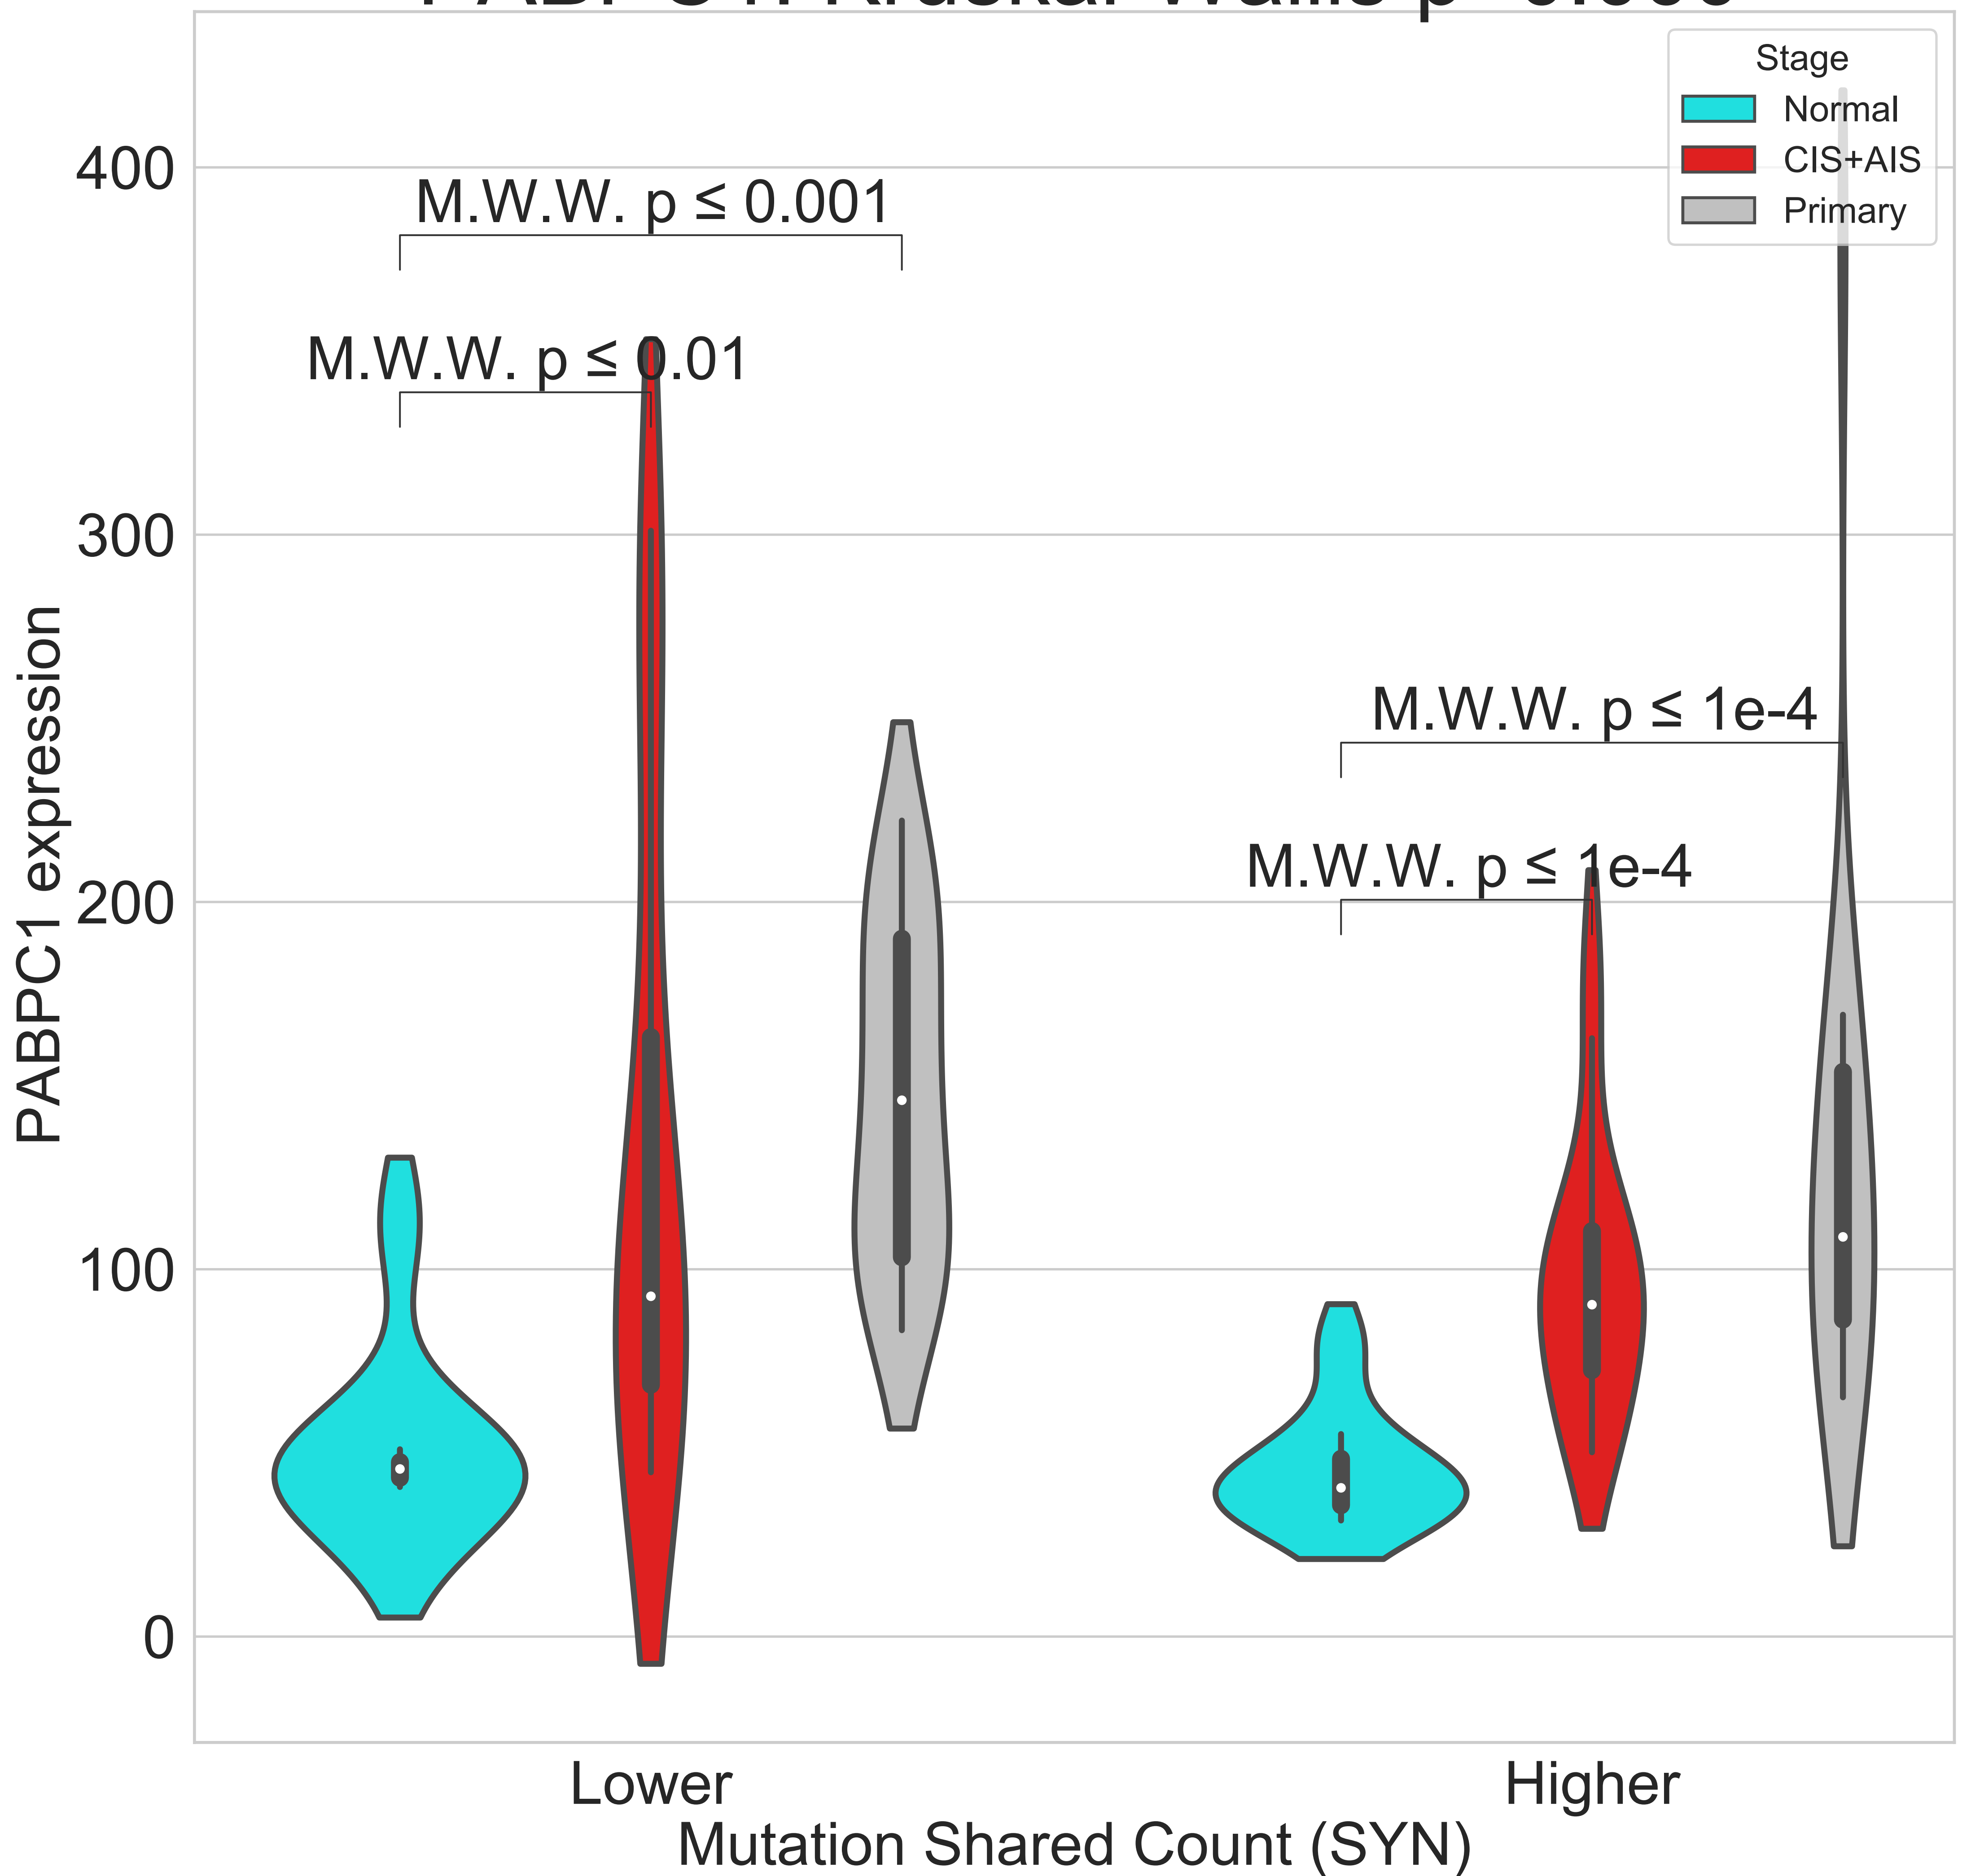 Stage
Normal
CIS+AIS
Primary
400
300
200
100
0
PABPC1 expression
M.W.W. p ≤ 0.001
M.W.W. p ≤ 0.01
M.W.W. p ≤ 1e-4
M.W.W. p ≤ 1e-4
Lower
Higher
Mutation Shared Count (SYN)